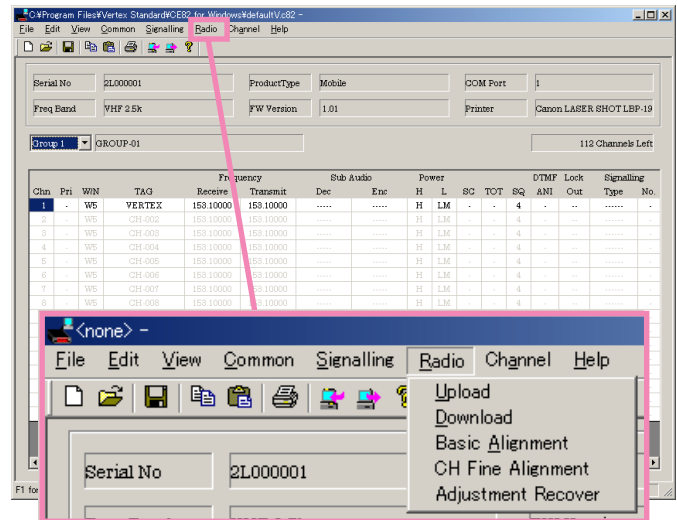 C:¥Program Files¥Vertex Standard¥CE82 for Windows¥defaultV.c82 -
File Edit View Common Signalling Radio Channel Help
Serial No 2L000001 ProductType Mobile COM Port 1
Freq Band VHF 2.5k FW Version 1.01 Printer Canon LASER SHOT LBP-19
Group 1 GROUP-01 112 Channels Left
Frequency Sub Audio Power DTMF Lock Signalling
Chn Pri W/N TAG Receive Transmit Dec Enc H L SC TOT SQ ANI Out Type No.
1 - W5 VERTEX 153.10000 153.10000 ----- ----- H LM - - 4 - -- ------ -
2 - W5 CH-002 153.10000 153.10000 ----- ----- H LM - - 4 - -- ------ -
3 - W5 CH-003 153.10000 153.10000 ----- ----- H LM - - 4 - -- ------ -
4 - W5 CH-004 153.10000 153.10000 ----- ----- H LM - - 4 - -- ------ -
5 - W5 CH-005 153.10000 153.10000 ----- ----- H LM - - 4 - -- ------ -
6 - W5 CH-006 153.10000 153.10000 ----- ----- H LM - - 4 - -- ------ -
7 - W5 CH-007 153.10000 153.10000 ----- ----- H LM - - 4 - -- ------ -
8 - W5 CH-008 153.10000 153.10000 ----- ----- H LM - - 4 - -- ------ -
<none> -
File Edit View Common Signalling Radio Channel Help
Upload
Download
Basic Alignment
CH Fine Alignment
Adjustment Recover
Serial No 2L000001
F1 for